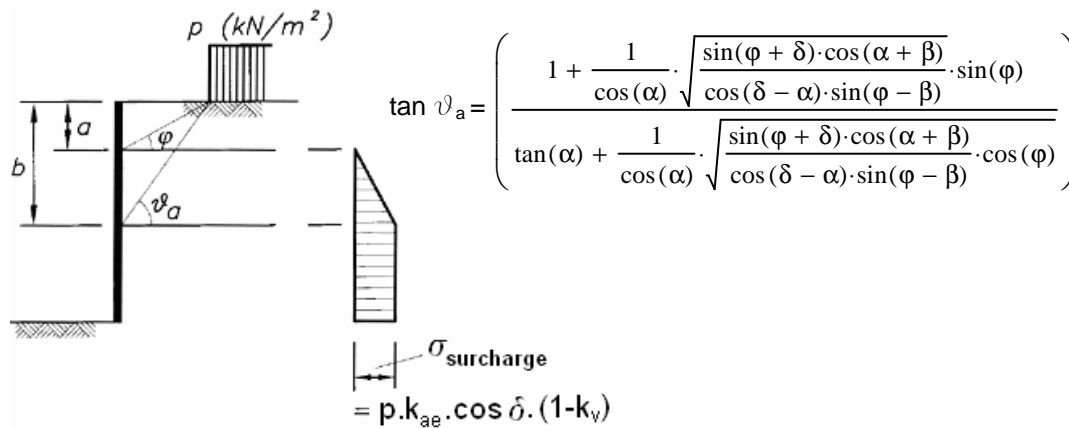 p (kN/m²)
a
φ
b
ϑa
tan ϑa = ( (1 + 1/cos(α) · √(sin(φ + δ)·cos(α + β) / cos(δ − α)·sin(φ − β)) · sin(φ)) / (tan(α) + 1/cos(α) · √(sin(φ + δ)·cos(α + β) / cos(δ − α)·sin(φ − β)) · cos(φ)) )
σsurcharge
= p.kae.cos δ. (1-kv)